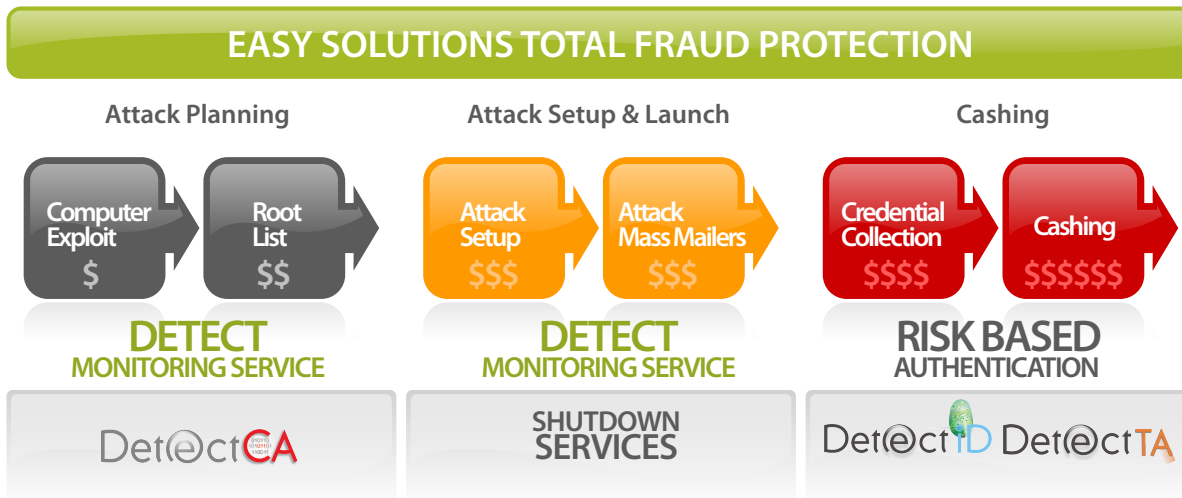 EASY SOLUTIONS TOTAL FRAUD PROTECTION
Attack Planning
Computer
Exploit
$
Root
List
$$
DETECT
MONITORING SERVICE
DetectCA
Attack Setup & Launch
Attack
Setup
$$$
Attack
Mass Mailers
$$$
DETECT
MONITORING SERVICE
SHUTDOWN
SERVICES
Cashing
Credential
Collection
$$$$
Cashing
$$$$$$
RISK BASED
AUTHENTICATION
DetectID
DetectTA